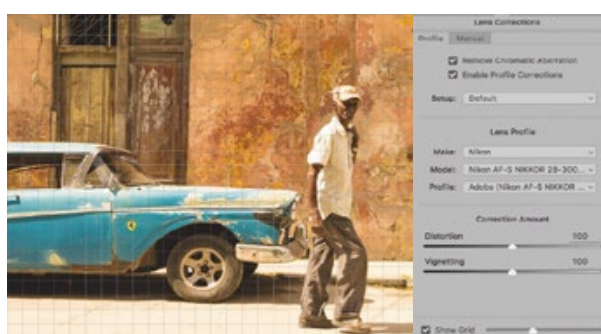 Lens Corrections
Profile Manual
Remove Chromatic Aberration
Enable Profile Corrections
Setup: Default
Lens Profile
Make: Nikon
Model: Nikon AF-S NIKKOR 28-300...
Profile: Adobe (Nikon AF-S NIKKOR ...
Correction Amount
Distortion 100
Vignetting 100
Show Grid